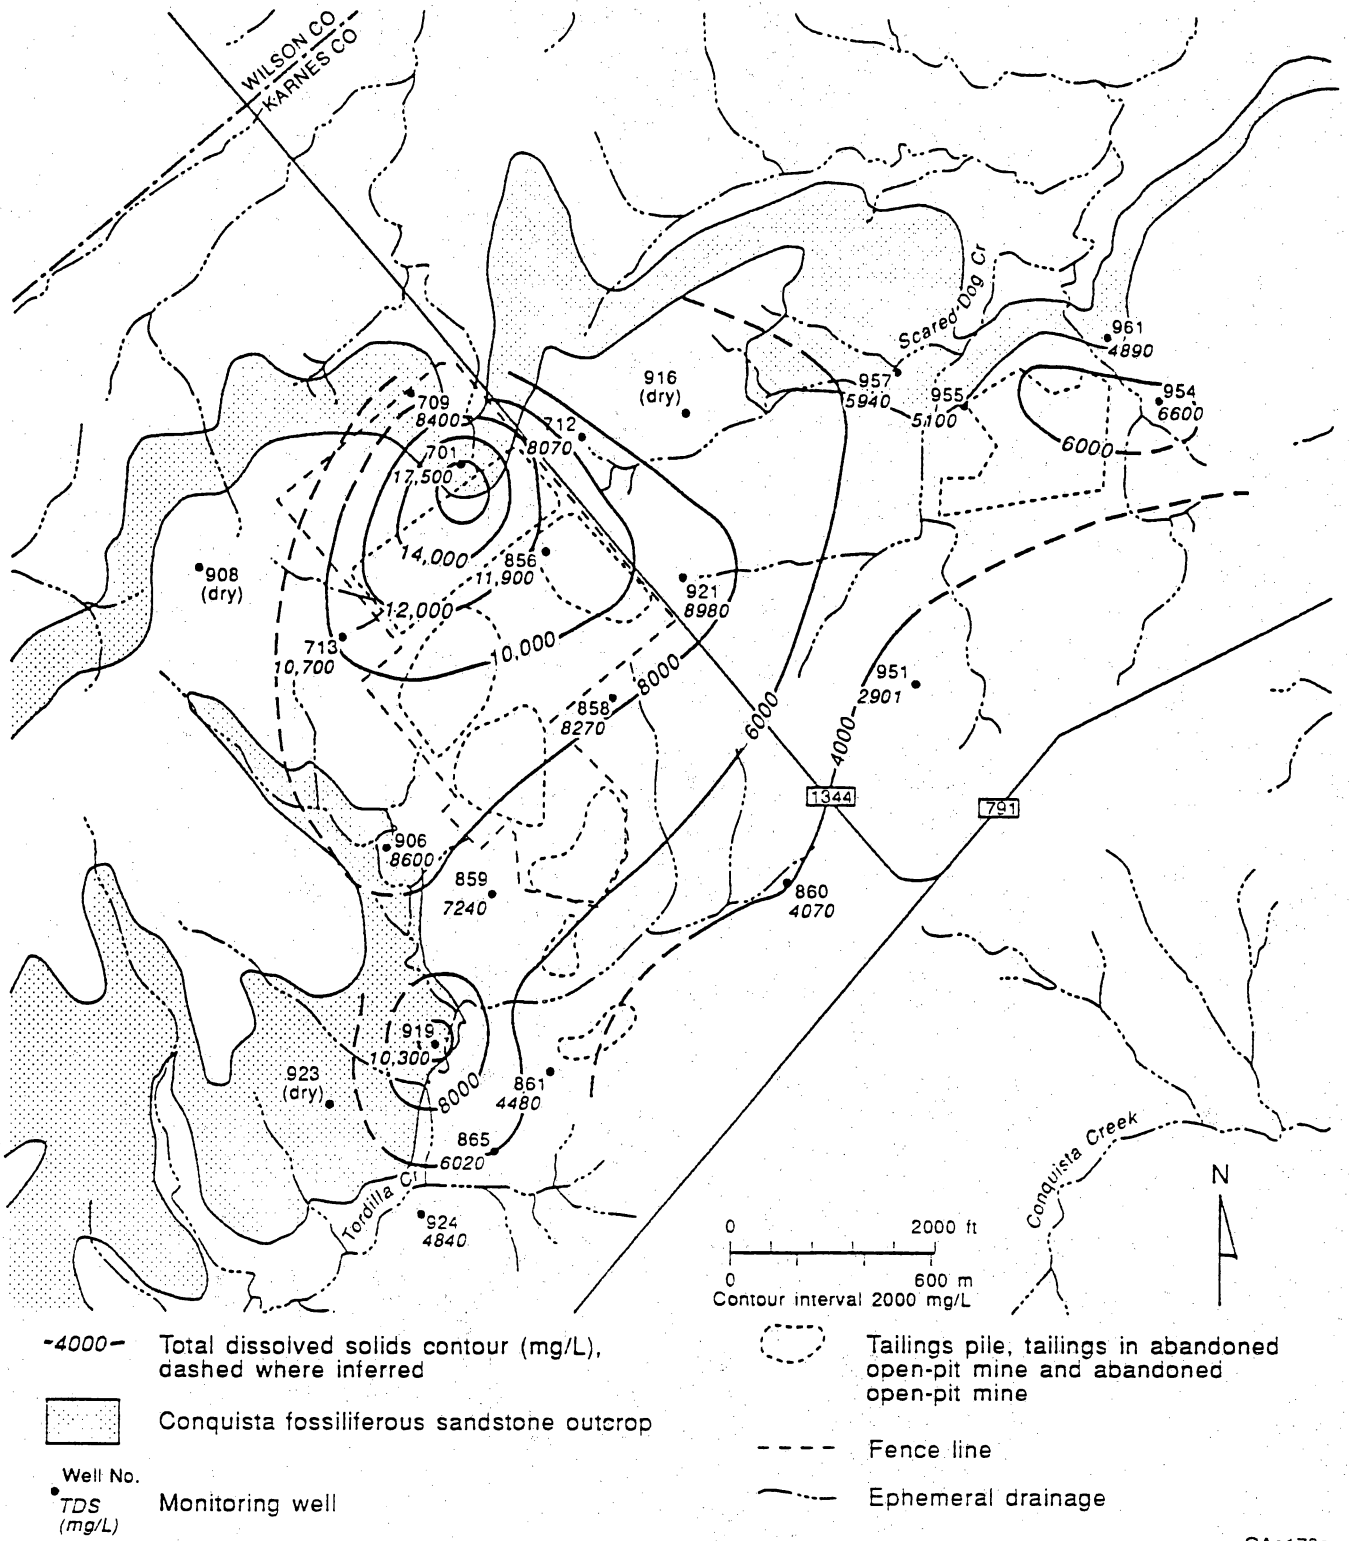 WILSON CO
KARNES CO
Scared Dog Cr
961
4890
916
(dry)
957
5940
955
5100
954
6600
6000
709
8400
712
8070
701
17,500
14,000
856
11,900
12,000
908
(dry)
921
8980
713
10,700
10,000
8000
951
2901
858
8270
6000
4000
1344
791
906
8600
859
7240
860
4070
919
10,300
923
(dry)
8000
861
4480
865
6020
Tordilla Cr
924
4840
Conquista Creek
N
0 2000 ft
0 600 m
Contour interval 2000 mg/L
-4000- Total dissolved solids contour (mg/L),
dashed where inferred
Conquista fossiliferous sandstone outcrop
Well No.
TDS
(mg/L)
Monitoring well
Tailings pile, tailings in abandoned
open-pit mine and abandoned
open-pit mine
Fence line
Ephemeral drainage